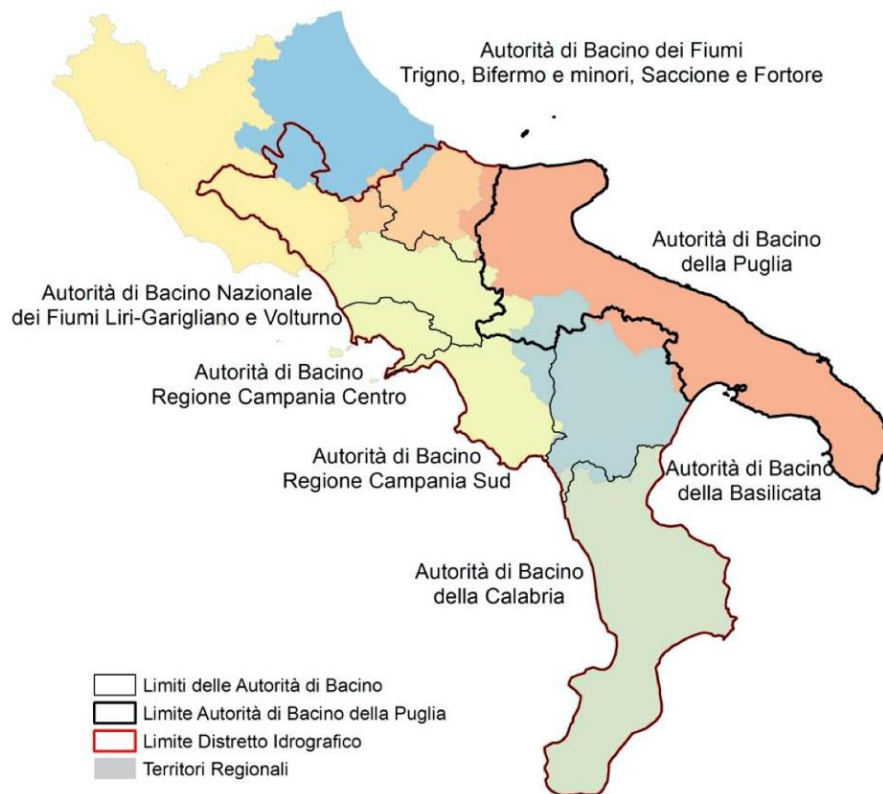 Autorità di Bacino dei Fiumi
Trigno, Bifermo e minori, Saccione e Fortore
Autorità di Bacino
della Puglia
Autorità di Bacino Nazionale
dei Fiumi Liri-Garigliano e Volturno
Autorità di Bacino
Regione Campania Centro
Autorità di Bacino
Regione Campania Sud
Autorità di Bacino
della Basilicata
Autorità di Bacino
della Calabria
Limiti delle Autorità di Bacino
Limite Autorità di Bacino della Puglia
Limite Distretto Idrografico
Territori Regionali